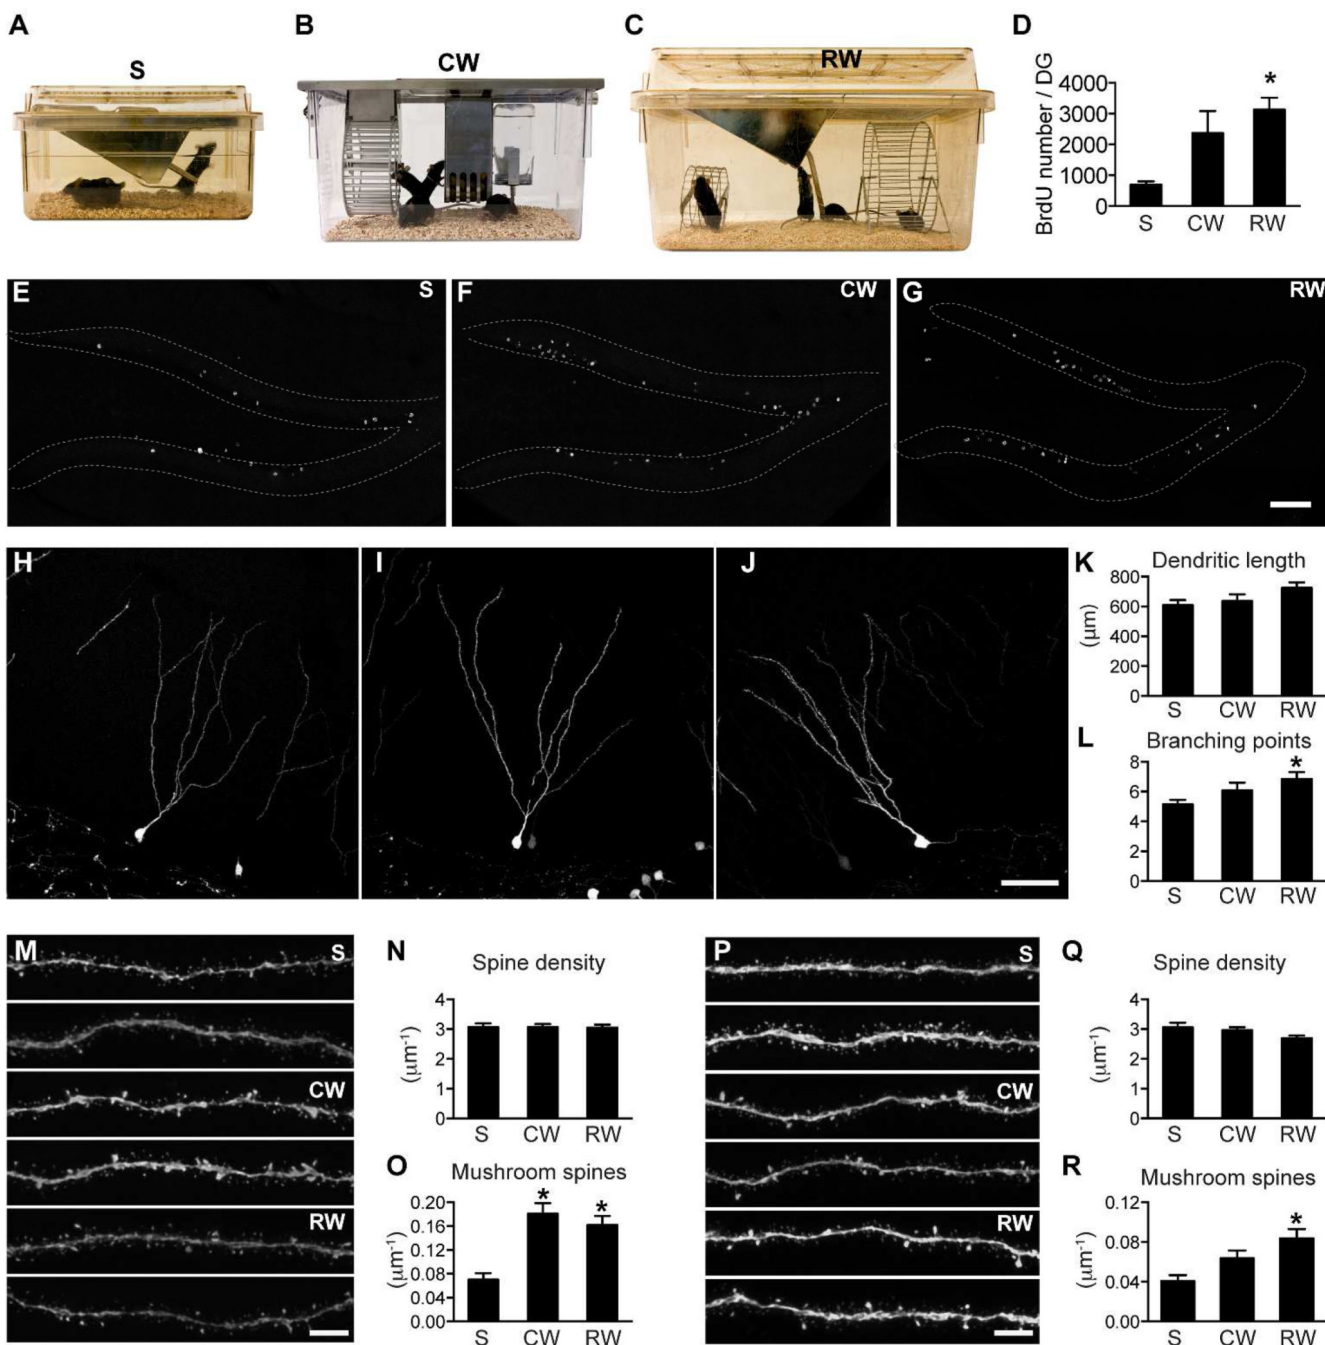 A
S
B
CW
C
RW
D
BrdU number / DG
4000
3000
2000
1000
0
*
S CW RW
E S
F CW
G RW
H
I
J
K Dendritic length
(μm)
800
600
400
200
0
S CW RW
L Branching points
8
6
4
2
0
*
S CW RW
M S
CW
RW
N Spine density
(μm-1)
4
3
2
1
0
S CW RW
O Mushroom spines
(μm-1)
0.20
0.16
0.12
0.08
0.04
0.00
* *
S CW RW
P S
CW
RW
Q Spine density
(μm-1)
4
3
2
1
0
S CW RW
R Mushroom spines
(μm-1)
0.12
0.08
0.04
0.00
*
S CW RW